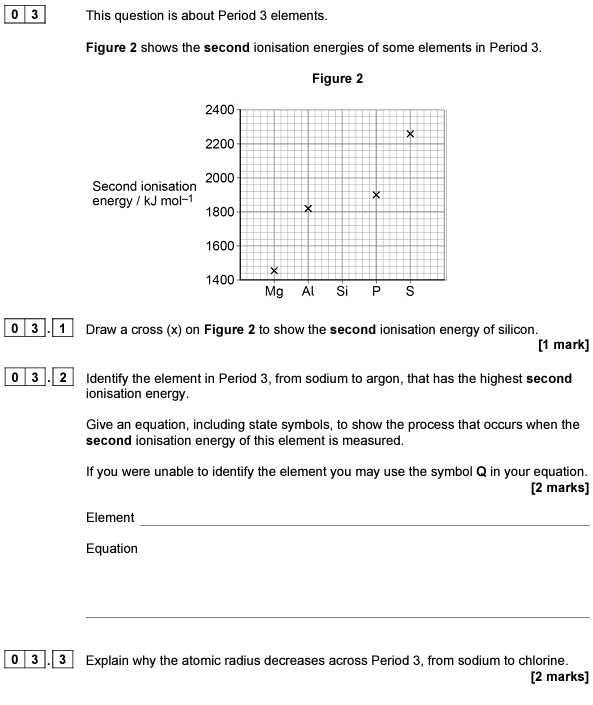 0 3 This question is about Period 3 elements.
Figure 2 shows the second ionisation energies of some elements in Period 3.
Figure 2
2400
2200
2000
Second ionisation
energy / kJ mol⁻¹
1800
1600
1400
Mg Al Si P S
0 3 . 1 Draw a cross (x) on Figure 2 to show the second ionisation energy of silicon.
[1 mark]
0 3 . 2 Identify the element in Period 3, from sodium to argon, that has the highest second
ionisation energy.
Give an equation, including state symbols, to show the process that occurs when the
second ionisation energy of this element is measured.
If you were unable to identify the element you may use the symbol Q in your equation.
[2 marks]
Element
Equation
0 3 . 3 Explain why the atomic radius decreases across Period 3, from sodium to chlorine.
[2 marks]